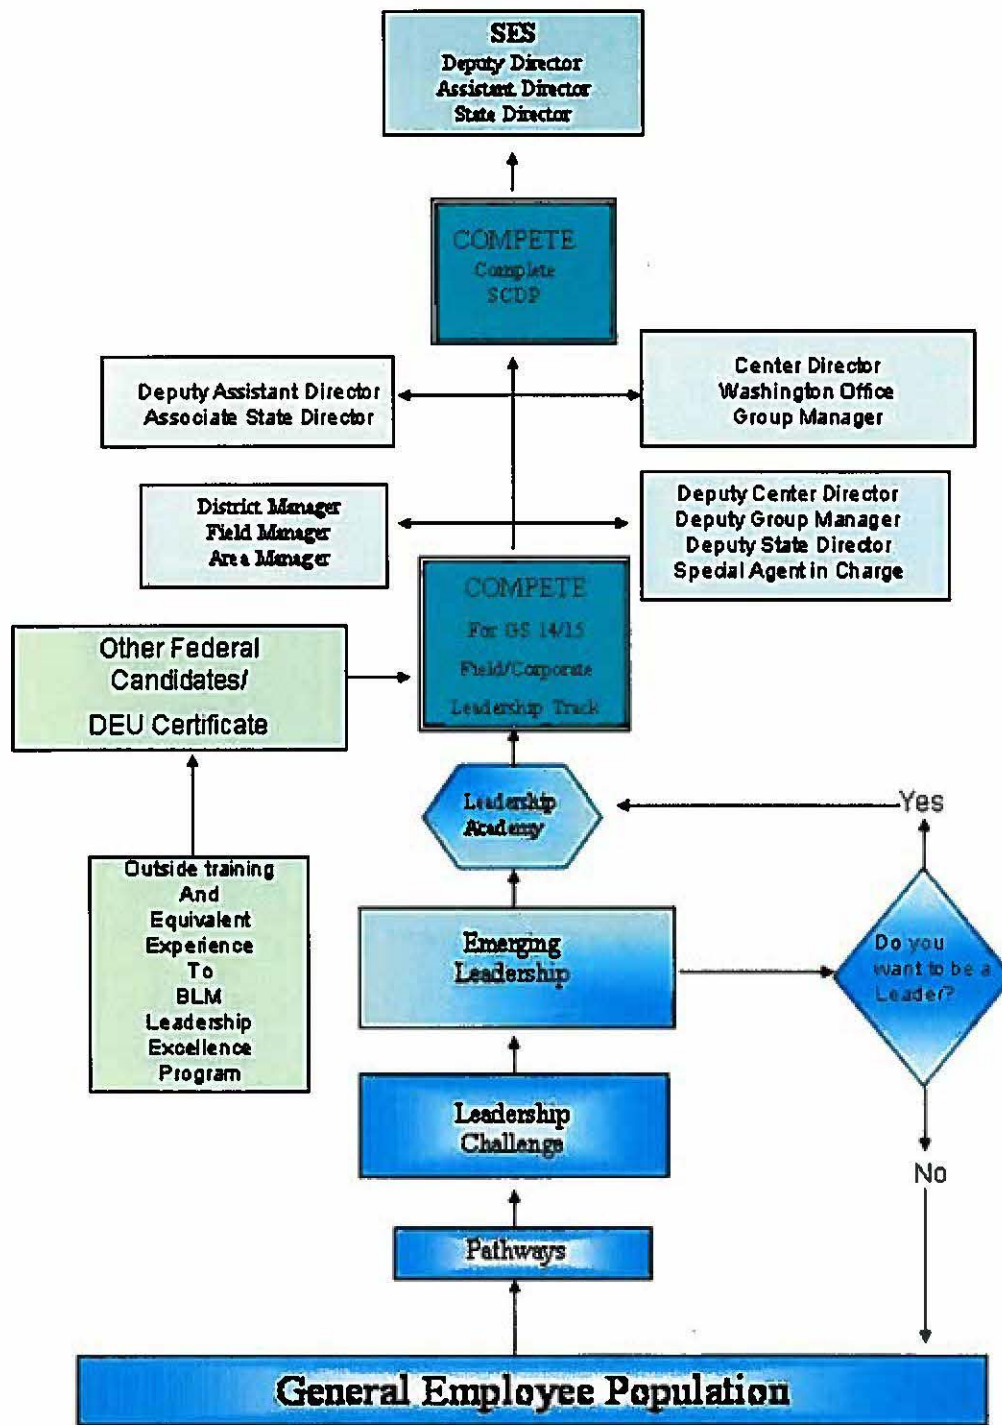 SES
Deputy Director
Assistant Director
State Director
COMPETE
Complete
SCDP
Deputy Assistant Director
Associate State Director
Center Director
Washington Office
Group Manager
District Manager
Field Manager
Area Manager
Deputy Center Director
Deputy Group Manager
Deputy State Director
Special Agent in Charge
COMPETE
For GS 14/15
Field/Corporate
Leadership Track
Other Federal
Candidates/
DEU Certificate
Leadership
Academy
Yes
Outside training
And
Equivalent
Experience
To
BLM
Leadership
Excellence
Program
Emerging
Leadership
Do you
want to be a
Leader?
Leadership
Challenge
No
Pathways
General Employee Population